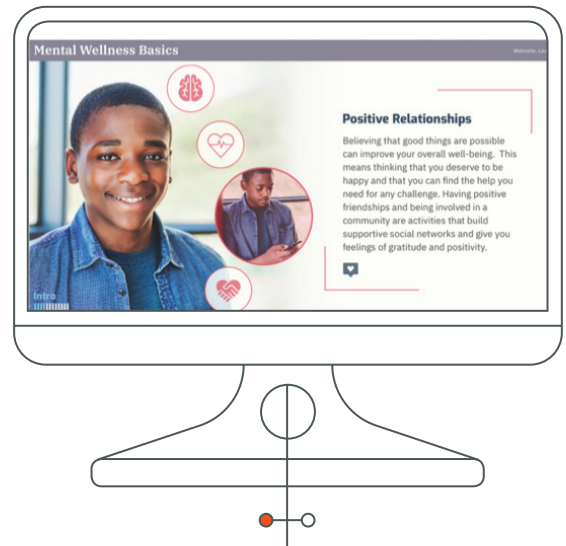 Mental Wellness Basics
Welcome, Lau
Positive Relationships
Believing that good things are possible
can improve your overall well-being. This
means thinking that you deserve to be
happy and that you can find the help you
need for any challenge. Having positive
friendships and being involved in a
community are activities that build
supportive social networks and give you
feelings of gratitude and positivity.
Intro